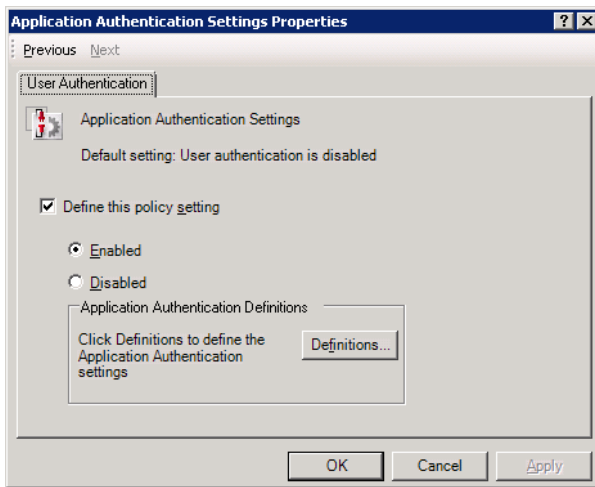 Application Authentication Settings Properties
Previous Next
User Authentication
Application Authentication Settings
Default setting: User authentication is disabled
Define this policy setting
Enabled
Disabled
Application Authentication Definitions
Click Definitions to define the
Application Authentication
settings
Definitions...
OK Cancel Apply